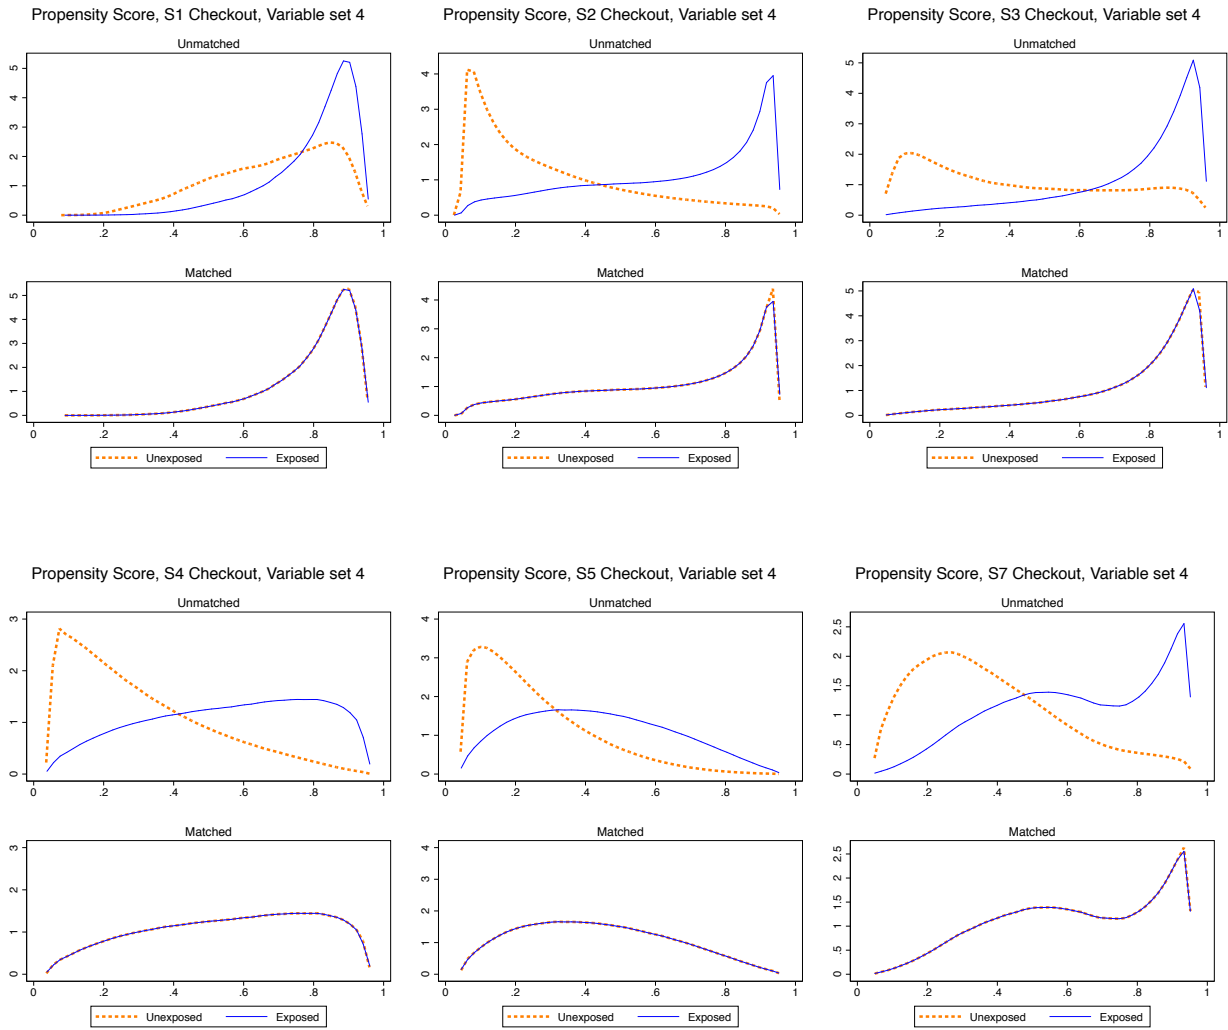 Propensity Score, S1 Checkout, Variable set 4
Unmatched
0 1 2 3 4 5
0 .2 .4 .6 .8 1
Matched
0 1 2 3 4 5
0 .2 .4 .6 .8 1
Unexposed Exposed
Propensity Score, S2 Checkout, Variable set 4
Unmatched
0 1 2 3 4
0 .2 .4 .6 .8 1
Matched
0 1 2 3 4
0 .2 .4 .6 .8 1
Unexposed Exposed
Propensity Score, S3 Checkout, Variable set 4
Unmatched
0 1 2 3 4 5
0 .2 .4 .6 .8 1
Matched
0 1 2 3 4 5
0 .2 .4 .6 .8 1
Unexposed Exposed
Propensity Score, S4 Checkout, Variable set 4
Unmatched
0 1 2 3
0 .2 .4 .6 .8 1
Matched
0 1 2 3
0 .2 .4 .6 .8 1
Unexposed Exposed
Propensity Score, S5 Checkout, Variable set 4
Unmatched
0 1 2 3 4
0 .2 .4 .6 .8 1
Matched
0 1 2 3 4
0 .2 .4 .6 .8 1
Unexposed Exposed
Propensity Score, S7 Checkout, Variable set 4
Unmatched
0 .5 1 1.5 2 2.5
0 .2 .4 .6 .8 1
Matched
0 .5 1 1.5 2 2.5
0 .2 .4 .6 .8 1
Unexposed Exposed